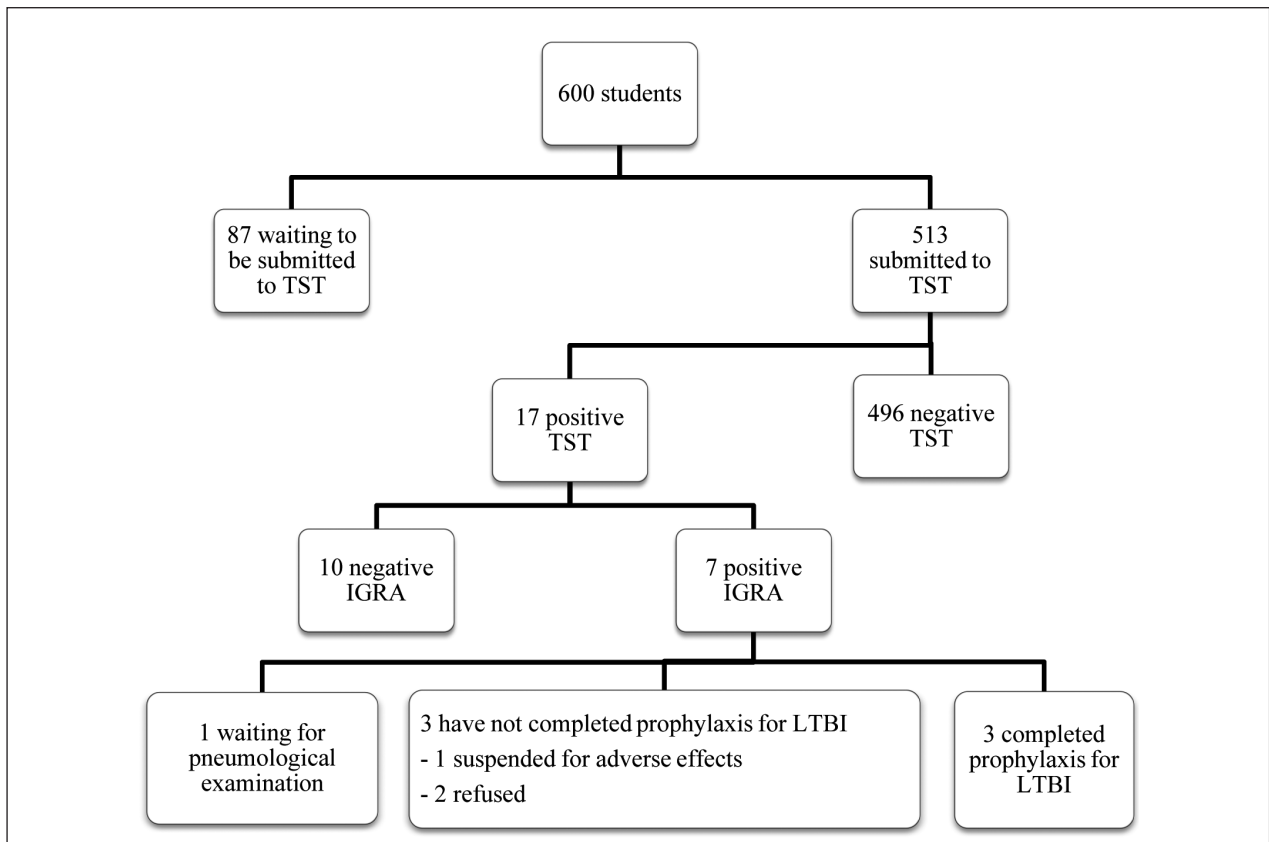 600 students
87 waiting to
be submitted
to TST
513
submitted to
TST
17 positive
TST
496 negative
TST
10 negative
IGRA
7 positive
IGRA
1 waiting for
pneumological
examination
3 have not completed prophylaxis for LTBI
- 1 suspended for adverse effects
- 2 refused
3 completed
prophylaxis for
LTBI